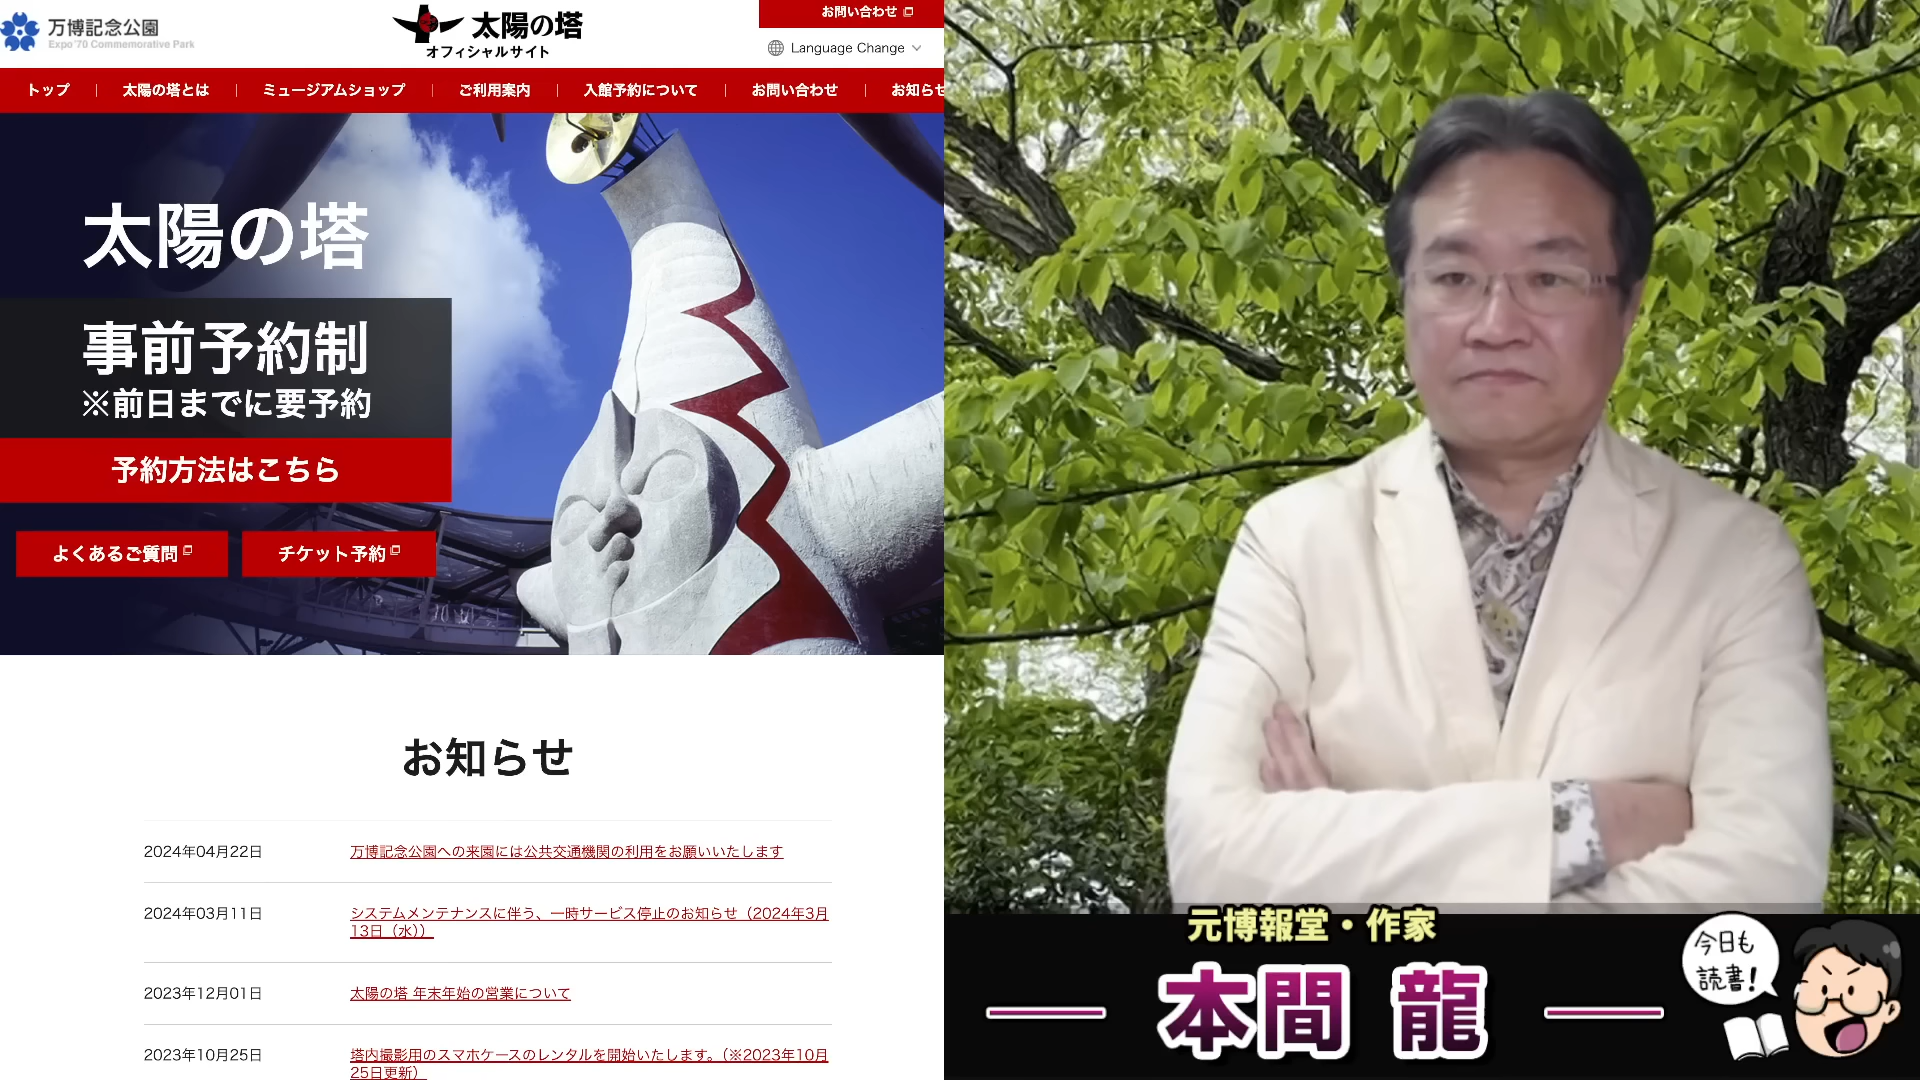 万博記念公園
Expo'70 Commemorative Park
太陽の塔
オフィシャルサイト
お問い合わせ
Language Change
トップ
太陽の塔とは
ミュージアムショップ
ご利用案内
入館予約について
お問い合わせ
お知らせ
太陽の塔
事前予約制
※前日までに要予約
予約方法はこちら
よくあるご質問
チケット予約
お知らせ
2024年04月22日
万博記念公園への来園には公共交通機関の利用をお願いいたします
2024年03月11日
システムメンテナンスに伴う、一時サービス停止のお知らせ（2024年3月
13日（水））
2023年12月01日
太陽の塔 年末年始の営業について
2023年10月25日
塔内撮影用のスマホケースのレンタルを開始いたします。（※2023年10月
25日更新）
元博報堂・作家
本間 龍
今日も
読書!